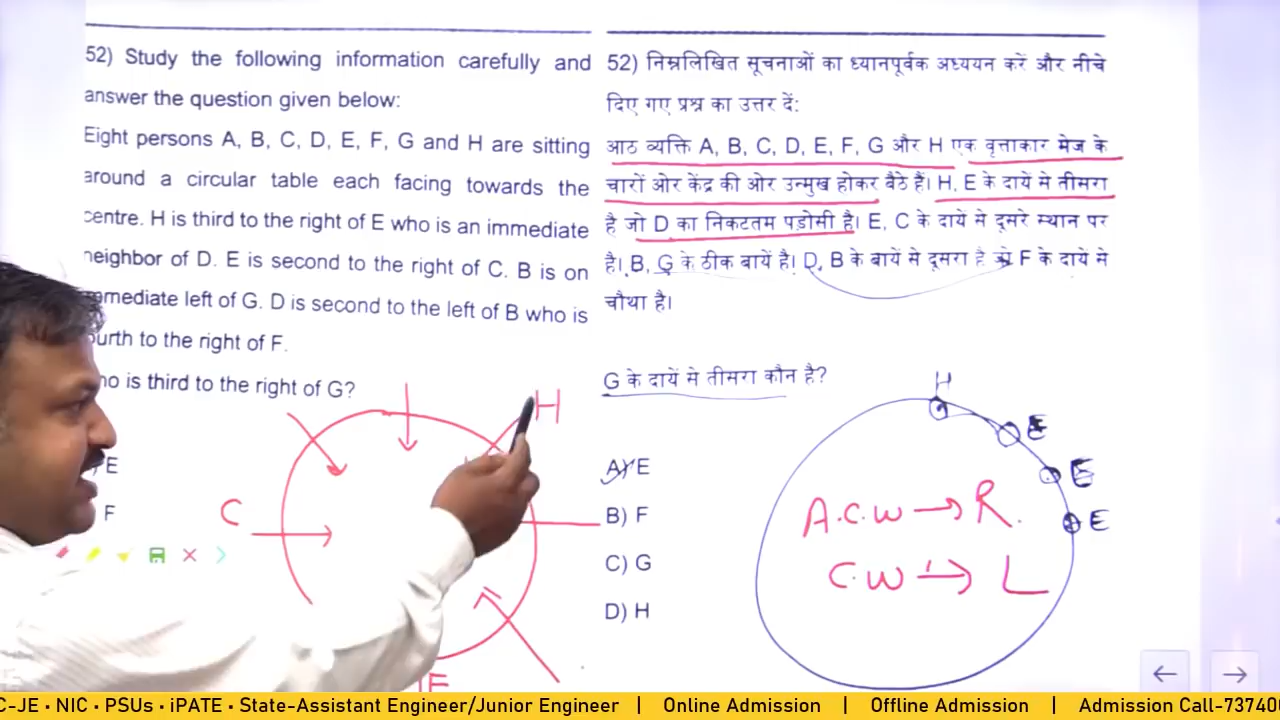 52) Study the following information carefully and
answer the question given below:
Eight persons A, B, C, D, E, F, G and H are sitting
around a circular table each facing towards the
centre. H is third to the right of E who is an immediate
neighbor of D. E is second to the right of C. B is on
mmediate left of G. D is second to the left of B who is
ourth to the right of F.
ho is third to the right of G?
E
F
52) निम्नलिखित सूचनाओं का ध्यानपूर्वक अध्ययन करें और नीचे
दिए गए प्रश्न का उत्तर दें:
आठ व्यक्ति A, B, C, D, E, F, G और H एक वृत्ताकार मेज के
चारों ओर केंद्र की ओर उन्मुख होकर बैठे हैं। H, E के दायें से तीसरा
है जो D का निकटतम पड़ोसी है। E, C के दायें से दूसरे स्थान पर
है। B, G के ठीक बायें है। D, B के बायें से दूसरा है जो F के दायें से
चौथा है।
G के दायें से तीसरा कौन है?
A) E
B) F
C) G
D) H
H
C
E
H
E
E
E
A.C.W → R.
C.W → L
C-JE • NIC • PSUs • iPATE • State-Assistant Engineer/Junior Engineer | Online Admission | Offline Admission | Admission Call-73740